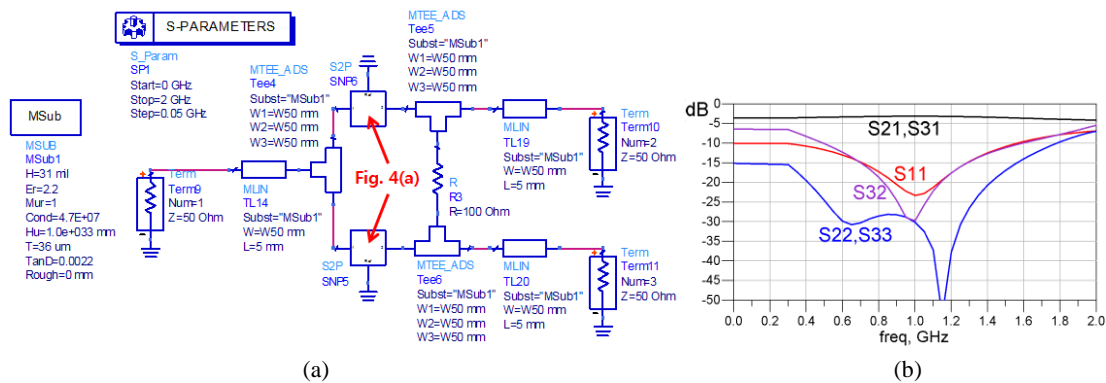 S-PARAMETERS
S_Param
SP1
Start=0 GHz
Stop=2 GHz
Step=0.05 GHz
MSub
MSUB
MSub1
H=31 mil
Er=2.2
Mur=1
Cond=4.7E+07
Hu=1.0e+033 mm
T=36 um
TanD=0.0022
Rough=0 mm
Term
Term9
Num=1
Z=50 Ohm
MLIN
TL14
Subst="MSub1"
W=W50 mm
L=5 mm
MTEE_ADS
Tee4
Subst="MSub1"
W1=W50 mm
W2=W50 mm
W3=W50 mm
S2P
SNP6
Fig. 4(a)
S2P
SNP5
MTEE_ADS
Tee5
Subst="MSub1"
W1=W50 mm
W2=W50 mm
W3=W50 mm
R
R3
R=100 Ohm
MTEE_ADS
Tee6
Subst="MSub1"
W1=W50 mm
W2=W50 mm
W3=W50 mm
MLIN
TL19
Subst="MSub1"
W=W50 mm
L=5 mm
MLIN
TL20
Subst="MSub1"
W=W50 mm
L=5 mm
Term
Term10
Num=2
Z=50 Ohm
Term
Term11
Num=3
Z=50 Ohm
(a)
dB
0
-5
-10
-15
-20
-25
-30
-35
-40
-45
-50
S21,S31
S11
S32
S22,S33
0.0 0.2 0.4 0.6 0.8 1.0 1.2 1.4 1.6 1.8 2.0
freq, GHz
(b)